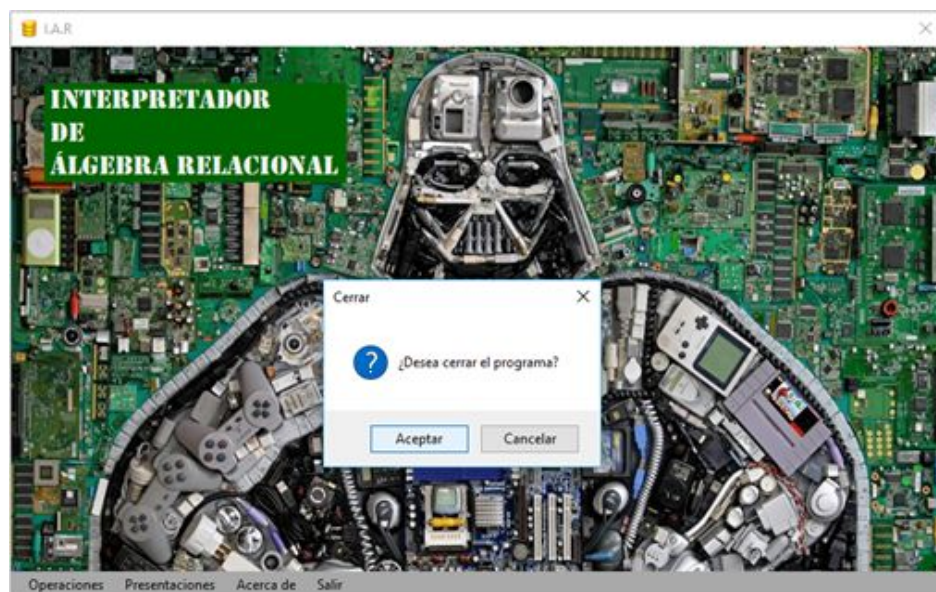 I.A.R
INTERPRETADOR
DE
ÁLGEBRA RELACIONAL
Cerrar
¿Desea cerrar el programa?
Aceptar Cancelar
Operaciones Presentaciones Acerca de Salir